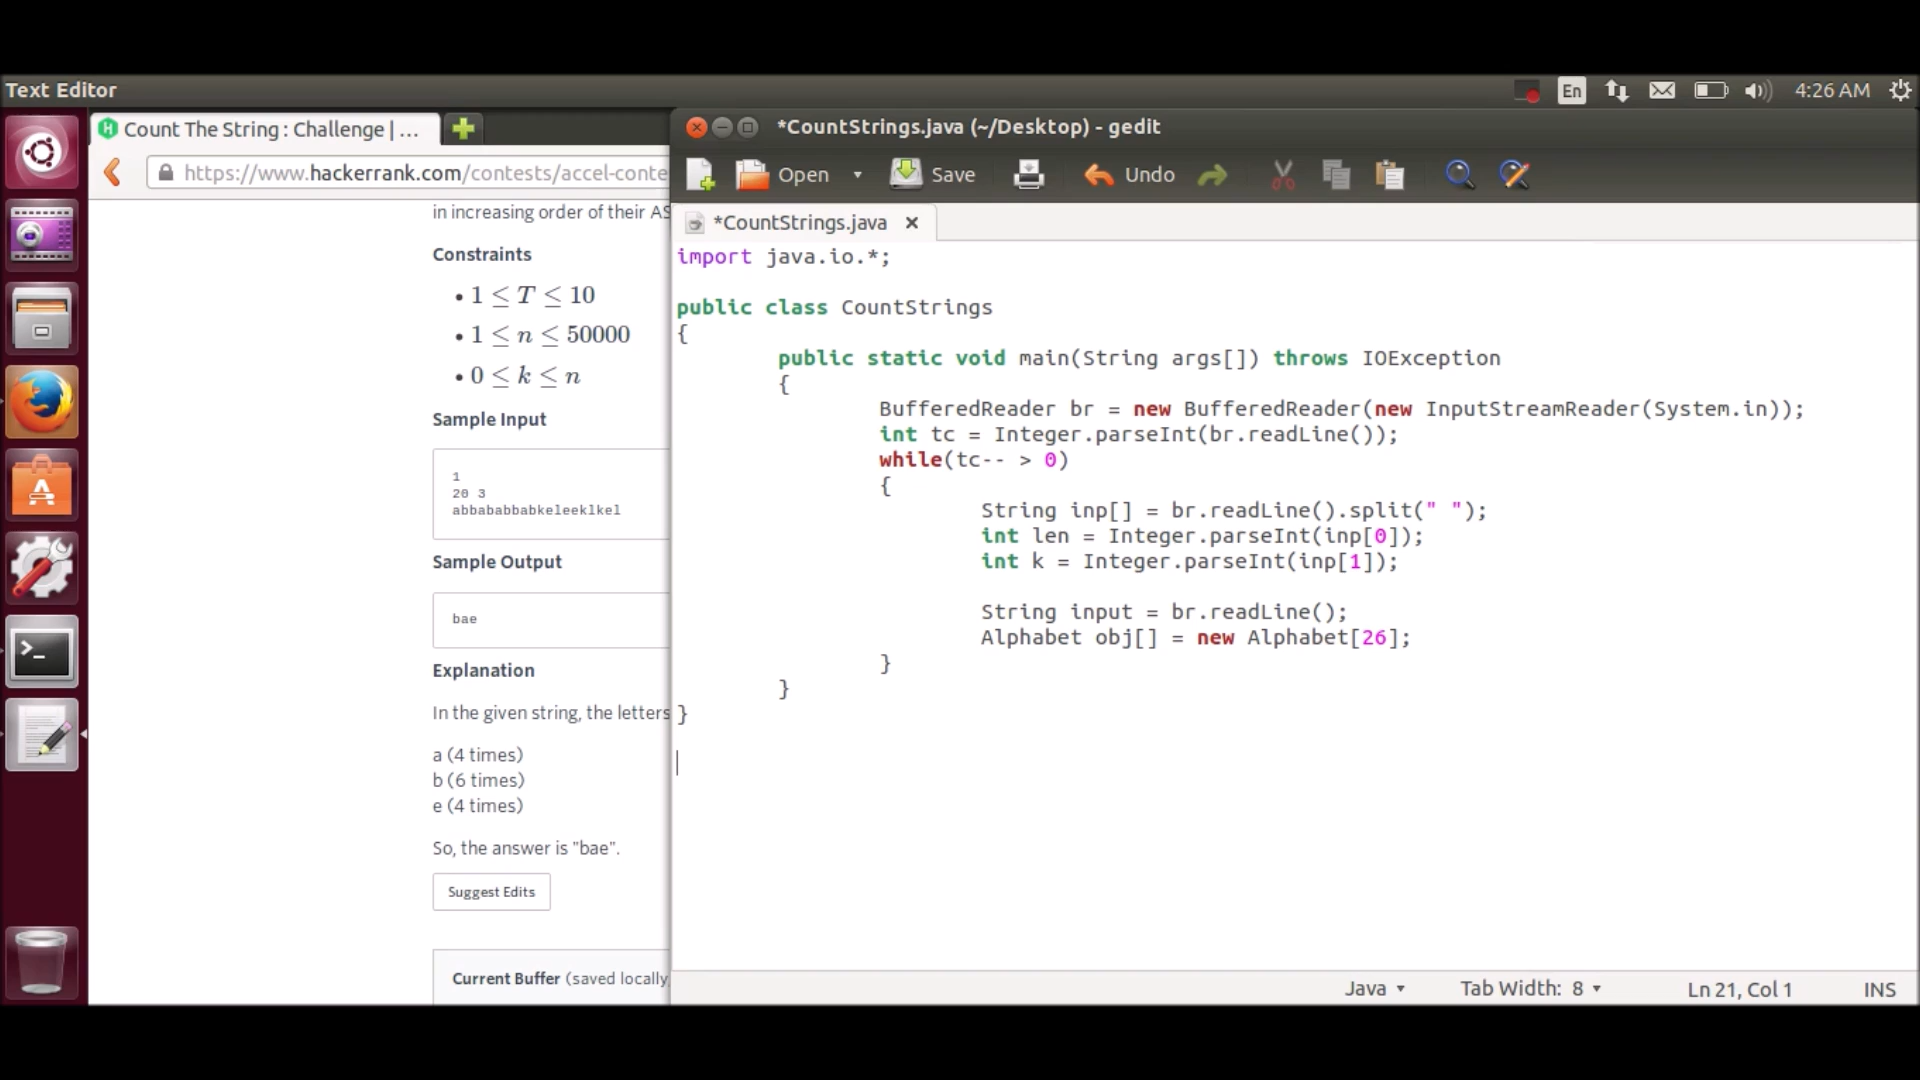 Text Editor
En
4:26 AM
Count The String : Challenge | ...
https://www.hackerrank.com/contests/accel-conte
in increasing order of their AS
Constraints
• 1 ≤ T ≤ 10
• 1 ≤ n ≤ 50000
• 0 ≤ k ≤ n
Sample Input
1
20 3
abbababbabkeleeklkel
Sample Output
bae
Explanation
In the given string, the letters
a (4 times)
b (6 times)
e (4 times)
So, the answer is "bae".
Suggest Edits
Current Buffer (saved locally,
*CountStrings.java (~/Desktop) - gedit
Open
Save
Undo
*CountStrings.java
import java.io.*;
public class CountStrings
{
public static void main(String args[]) throws IOException
{
BufferedReader br = new BufferedReader(new InputStreamReader(System.in));
int tc = Integer.parseInt(br.readLine());
while(tc-- > 0)
{
String inp[] = br.readLine().split(" ");
int len = Integer.parseInt(inp[0]);
int k = Integer.parseInt(inp[1]);
String input = br.readLine();
Alphabet obj[] = new Alphabet[26];
}
}
}
Java
Tab Width: 8
Ln 21, Col 1
INS